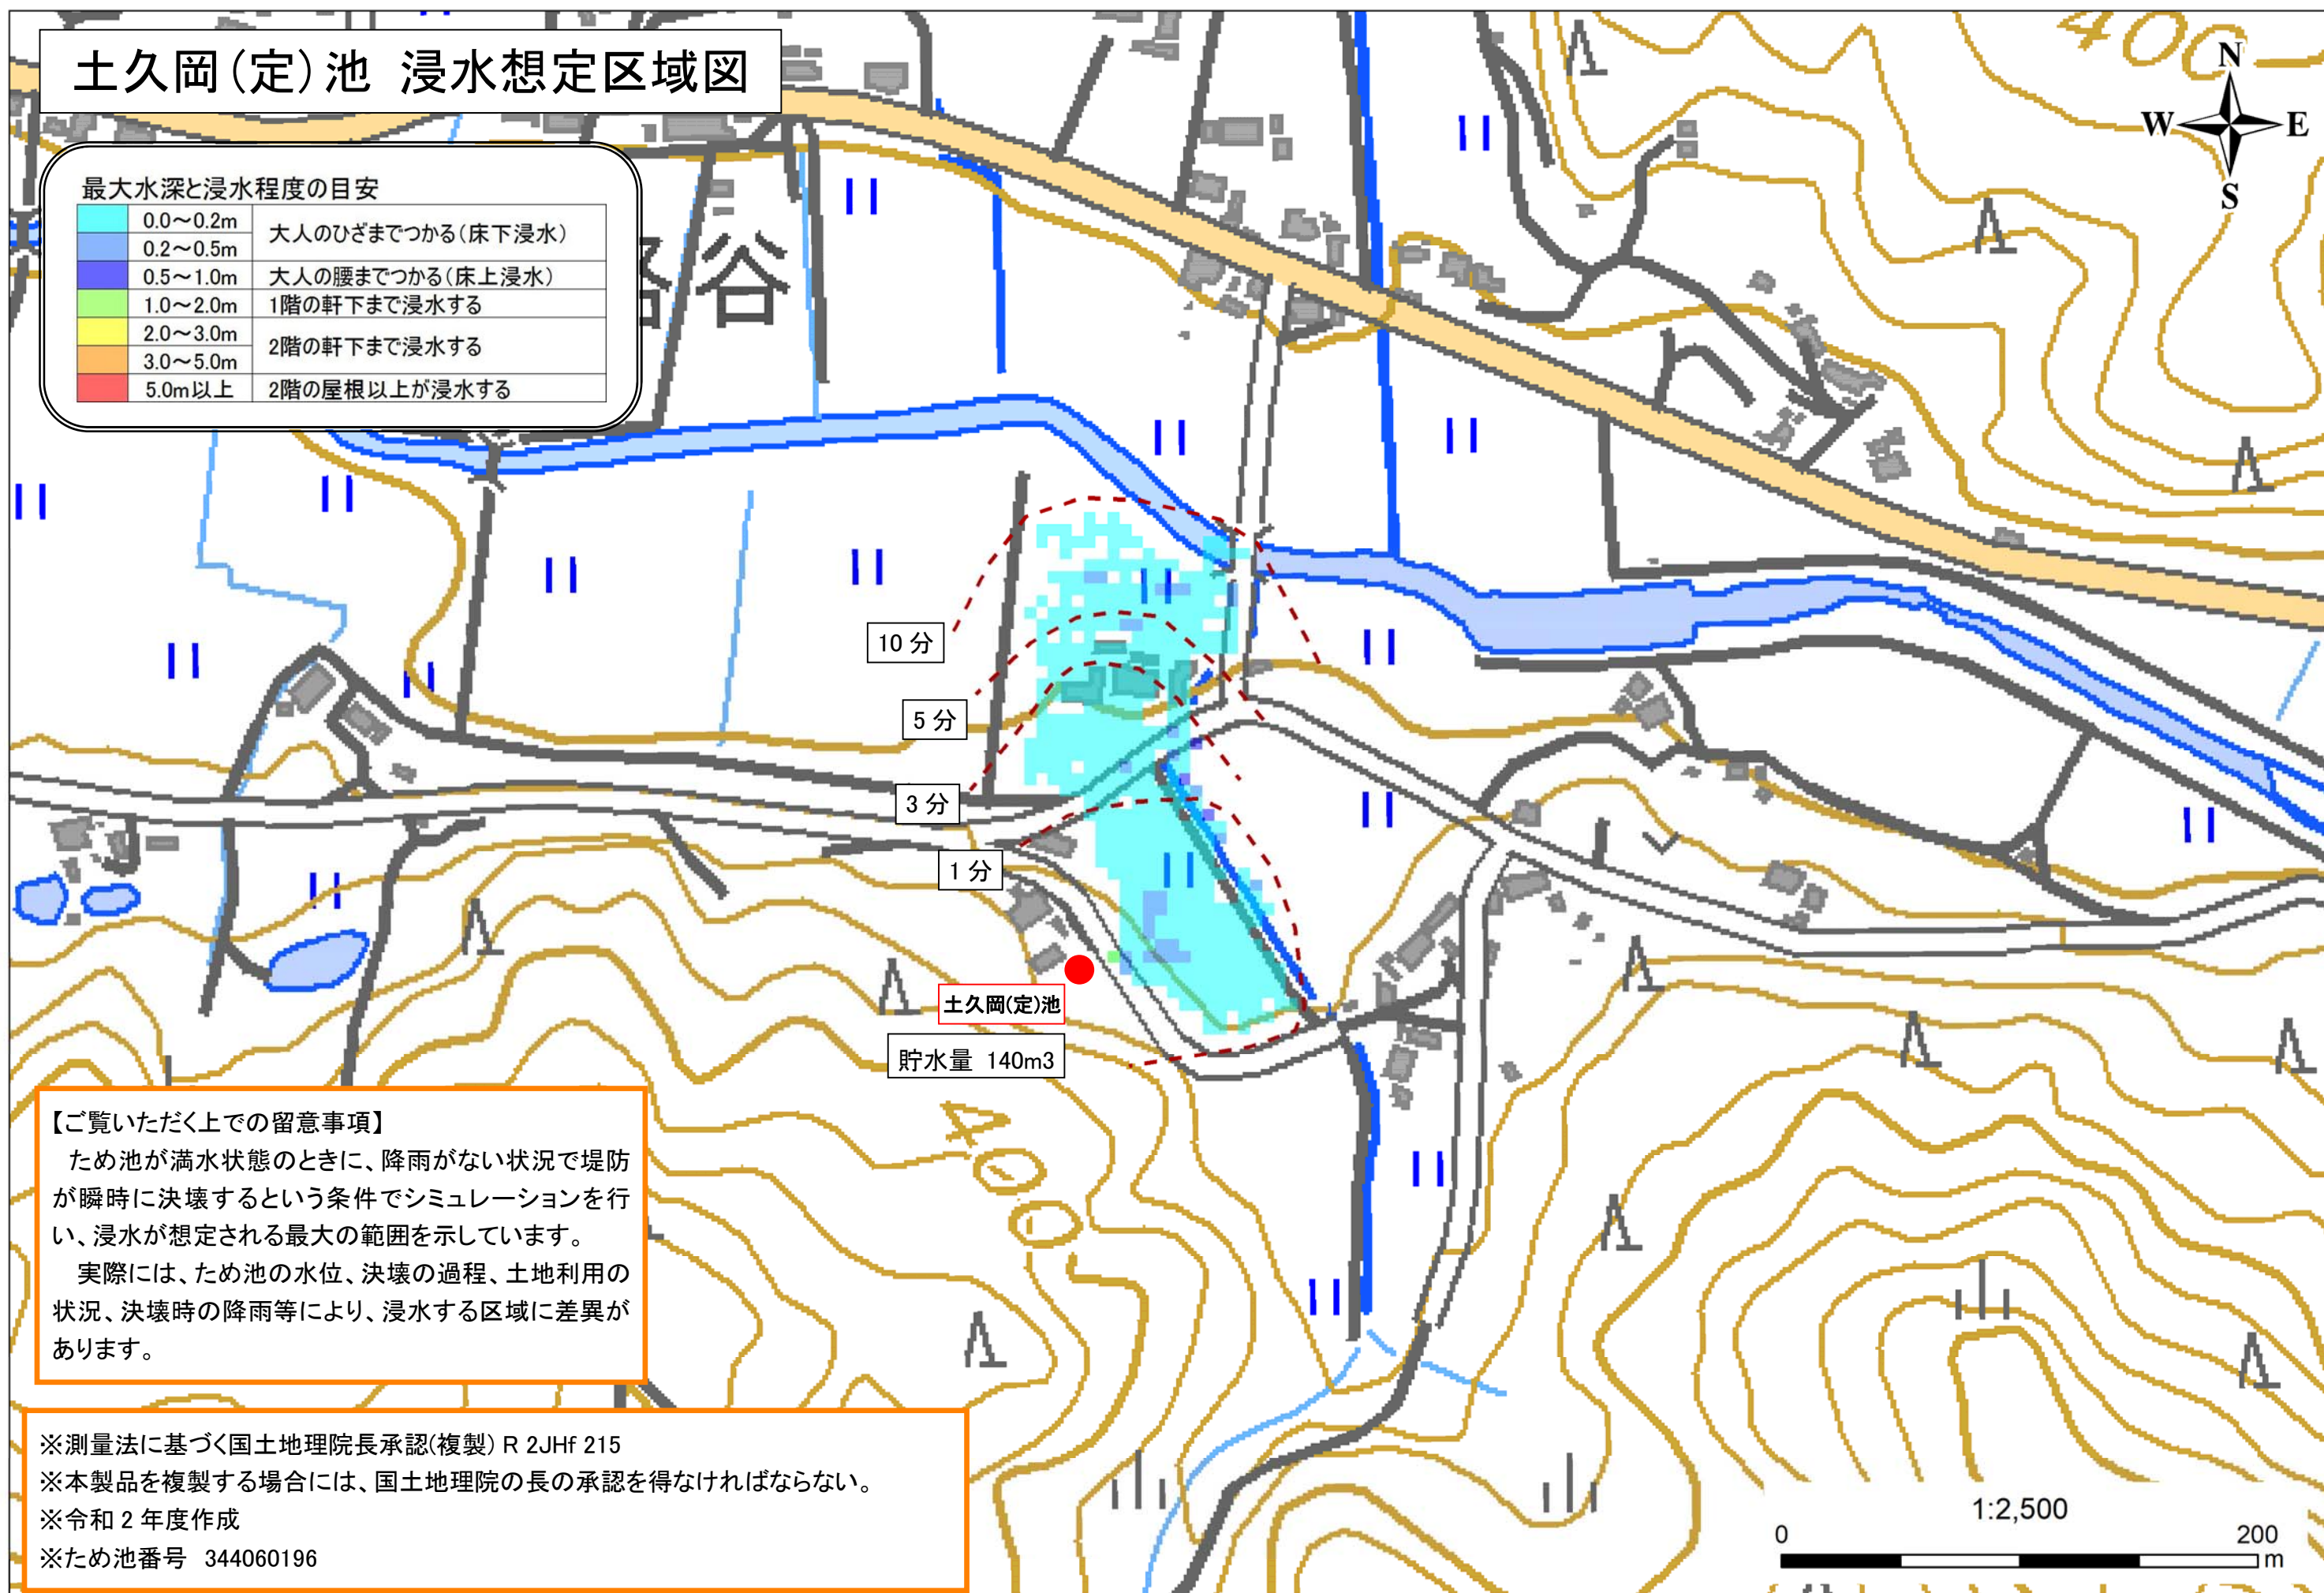 土久岡(定)池 浸水想定区域図
N
W
E
S
最大水深と浸水程度の目安
0.0～0.2m
大人のひざまでつかる(床下浸水)
0.2～0.5m
0.5～1.0m 大人の腰までつかる(床上浸水)
1.0～2.0m 1階の軒下まで浸水する
2.0～3.0m
2階の軒下まで浸水する
3.0～5.0m
5.0m以上 2階の屋根以上が浸水する
谷
400
10 分
5 分
3 分
1 分
土久岡(定)池
貯水量 140m3
400
【ご覧いただく上での留意事項】
ため池が満水状態のときに、降雨がない状況で堤防
が瞬時に決壊するという条件でシミュレーションを行
い、浸水が想定される最大の範囲を示しています。
実際には、ため池の水位、決壊の過程、土地利用の
状況、決壊時の降雨等により、浸水する区域に差異が
あります。
※測量法に基づく国土地理院長承認(複製) R 2JHf 215
※本製品を複製する場合には、国土地理院の長の承認を得なければならない。
※令和 2 年度作成
※ため池番号 344060196
1:2,500
0 200
m